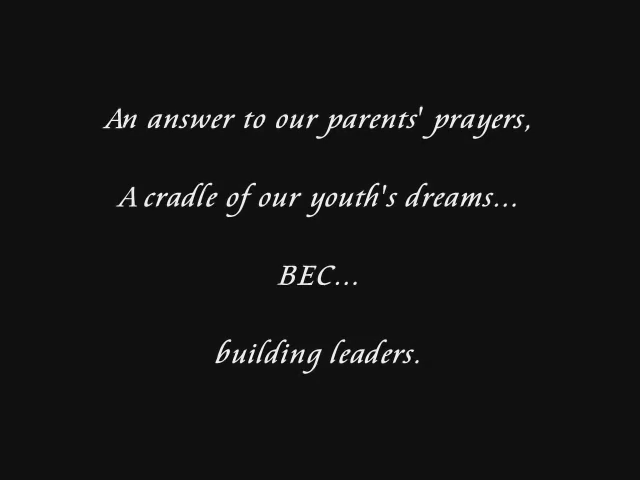 An answer to our parents' prayers,
A cradle of our youth's dreams...
BEC...
building leaders.